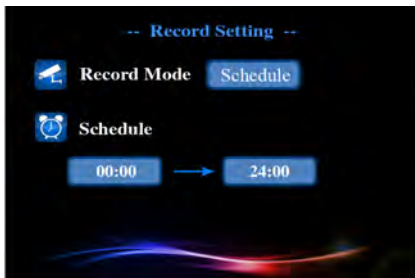 -- Record Setting --
Record Mode Schedule
Schedule
00:00 24:00